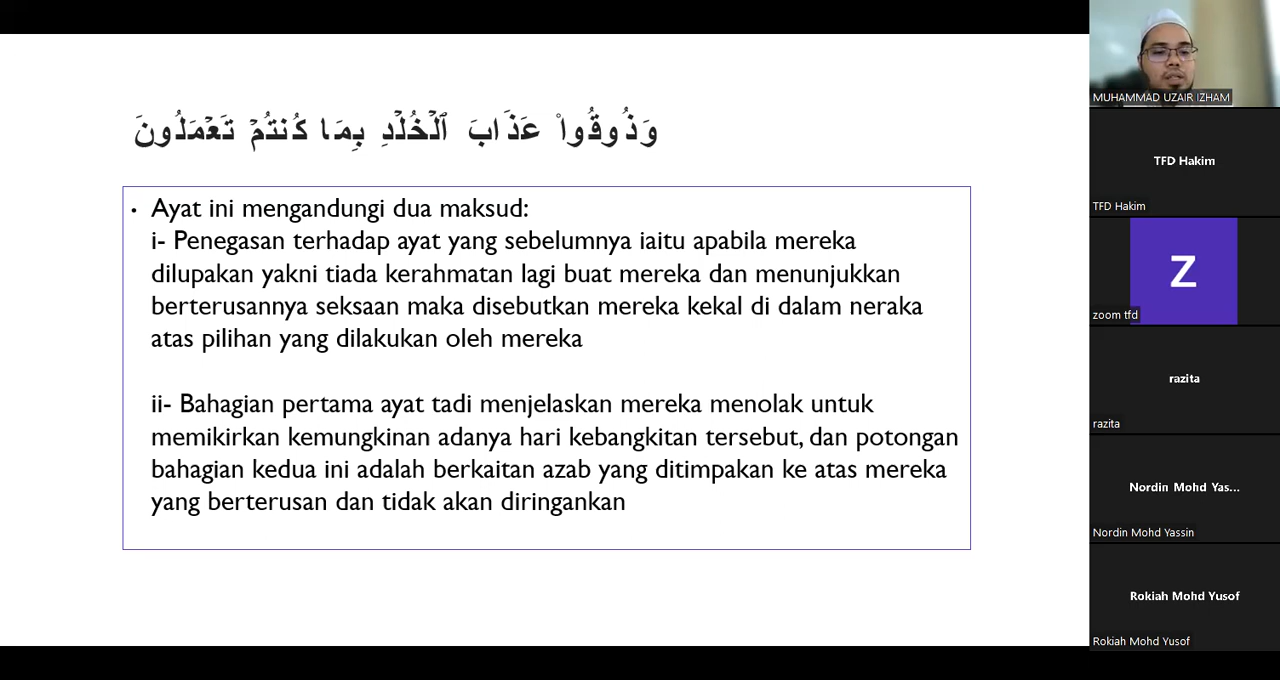 وَذُوقُوا۟ عَذَابَ ٱلْخُلْدِ بِمَا كُنتُمْ تَعْمَلُونَ
• Ayat ini mengandungi dua maksud:
i- Penegasan terhadap ayat yang sebelumnya iaitu apabila mereka
dilupakan yakni tiada kerahmatan lagi buat mereka dan menunjukkan
berterusannya seksaan maka disebutkan mereka kekal di dalam neraka
atas pilihan yang dilakukan oleh mereka
ii- Bahagian pertama ayat tadi menjelaskan mereka menolak untuk
memikirkan kemungkinan adanya hari kebangkitan tersebut, dan potongan
bahagian kedua ini adalah berkaitan azab yang ditimpakan ke atas mereka
yang berterusan dan tidak akan diringankan
MUHAMMAD UZAIR IZHAM
TFD Hakim
TFD Hakim
Z
zoom tfd
razita
razita
Nordin Mohd Yas...
Nordin Mohd Yassin
Rokiah Mohd Yusof
Rokiah Mohd Yusof